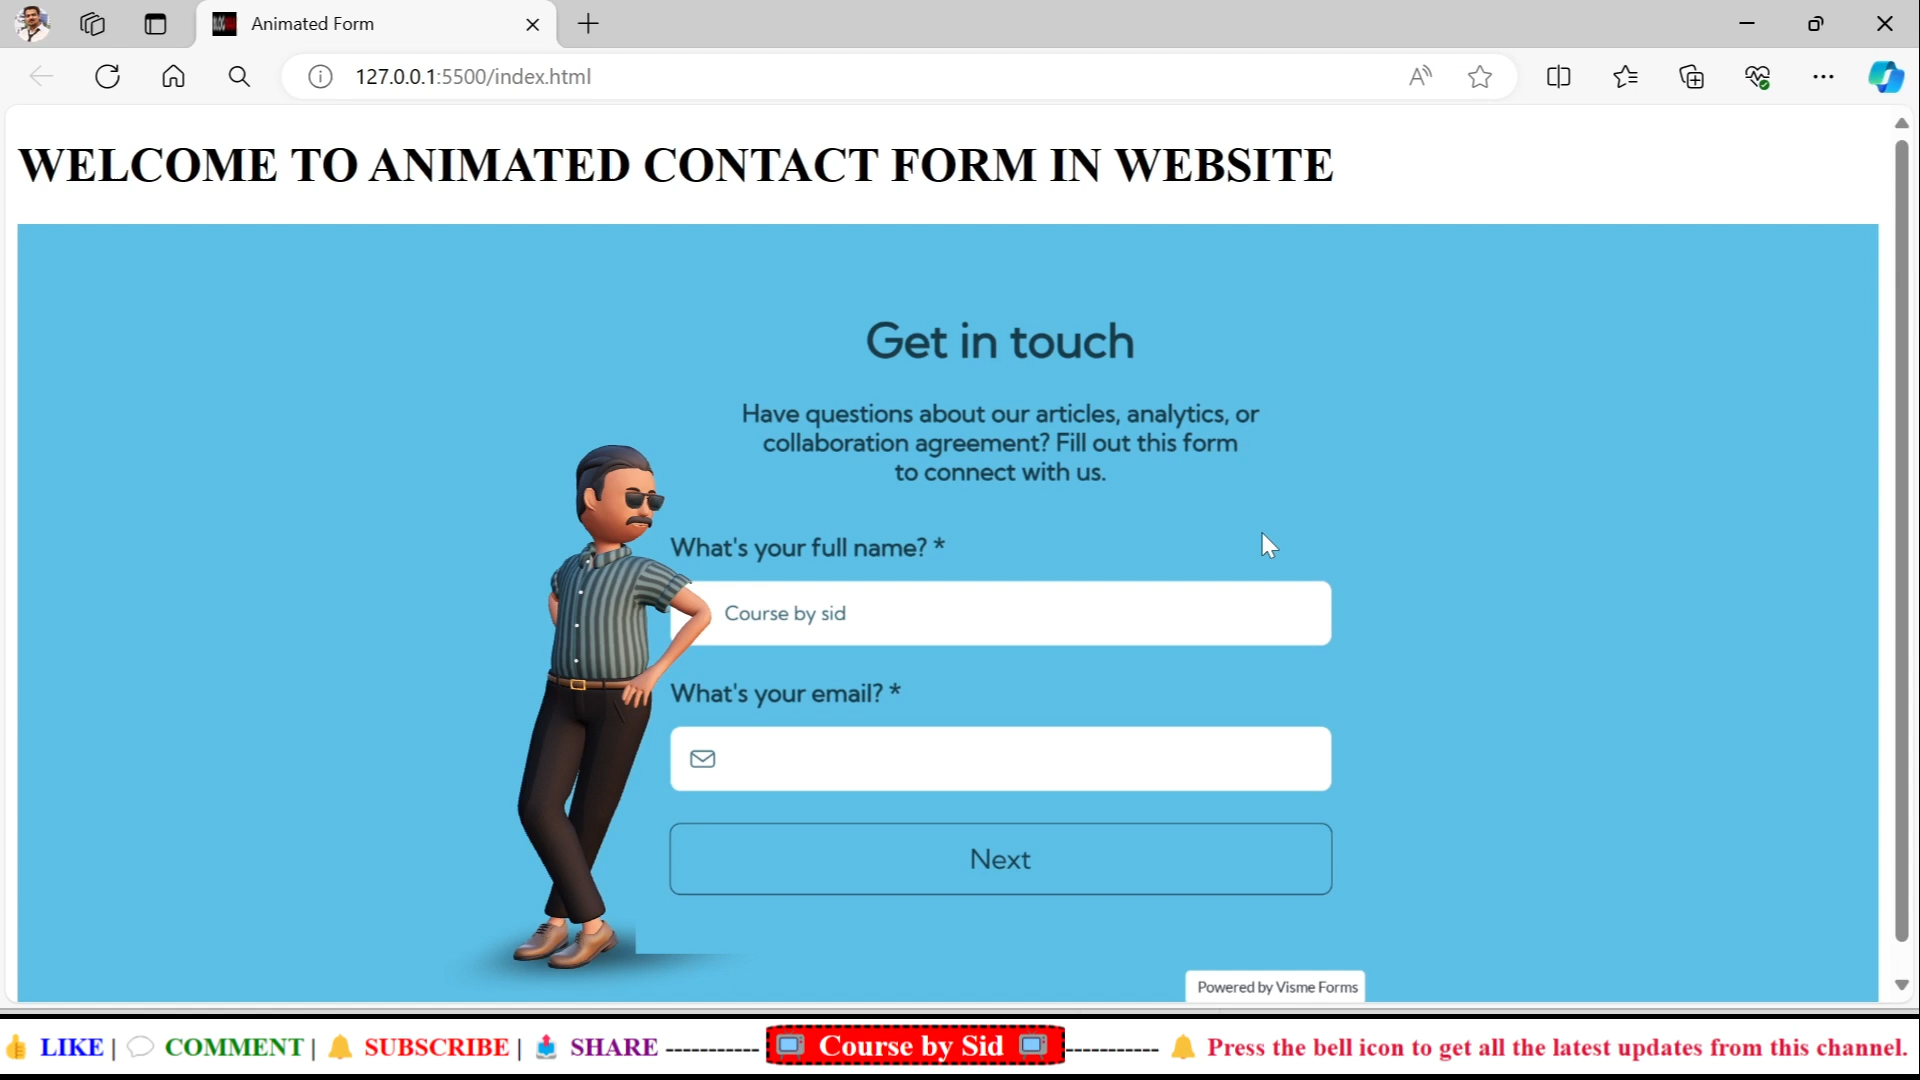 Animated Form
127.0.0.1:5500/index.html
WELCOME TO ANIMATED CONTACT FORM IN WEBSITE
Get in touch
Have questions about our articles, analytics, or
collaboration agreement? Fill out this form
to connect with us.
What's your full name? *
Course by sid
What's your email? *
Next
Powered by Visme Forms
LIKE | COMMENT | SUBSCRIBE | SHARE ----------- Course by Sid ----------- Press the bell icon to get all the latest updates from this channel.